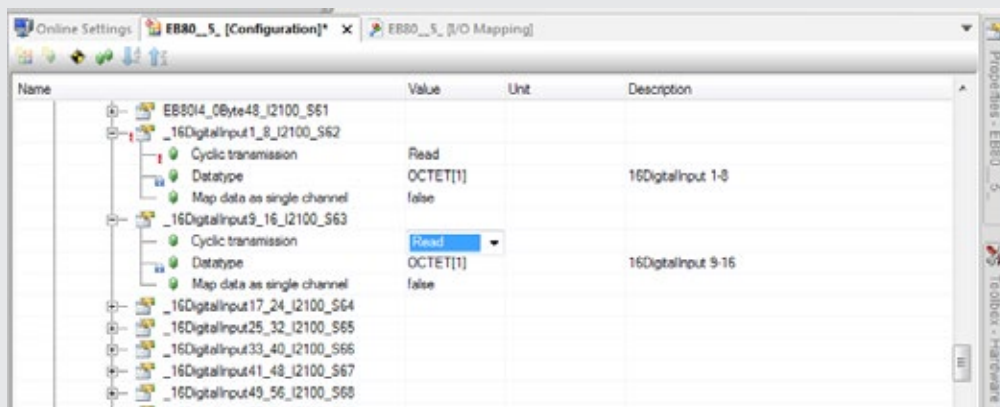 Online Settings EB80__5_ [Configuration]* x EB80__5_ [I/O Mapping]
Name Value Unit Description
EB80I4_0Byte48_I2100_S61
_16DigitalInput1_8_I2100_S62
Cyclic transmission Read
Datatype OCTET[1] 16DigitalInput 1-8
Map data as single channel false
_16DigitalInput9_16_I2100_S63
Cyclic transmission Read
Datatype OCTET[1] 16DigitalInput 9-16
Map data as single channel false
_16DigitalInput17_24_I2100_S64
_16DigitalInput25_32_I2100_S65
_16DigitalInput33_40_I2100_S66
_16DigitalInput41_48_I2100_S67
_16DigitalInput49_56_I2100_S68
Properties - EB80__5_
Toolbox - Hardware